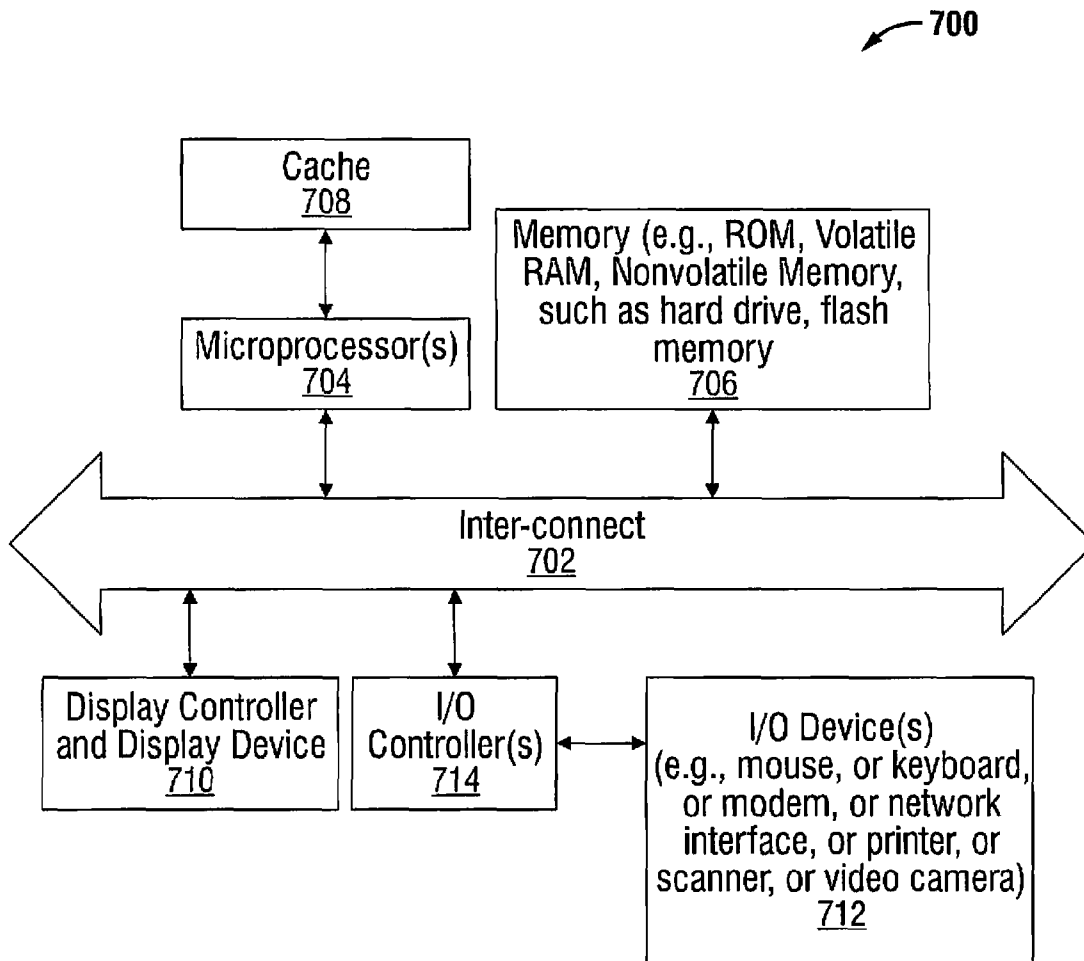 700
Cache
708
Memory (e.g., ROM, Volatile
RAM, Nonvolatile Memory,
such as hard drive, flash
memory
706
Microprocessor(s)
704
Inter-connect
702
Display Controller
and Display Device
710
I/O
Controller(s)
714
I/O Device(s)
(e.g., mouse, or keyboard,
or modem, or network
interface, or printer, or
scanner, or video camera)
712